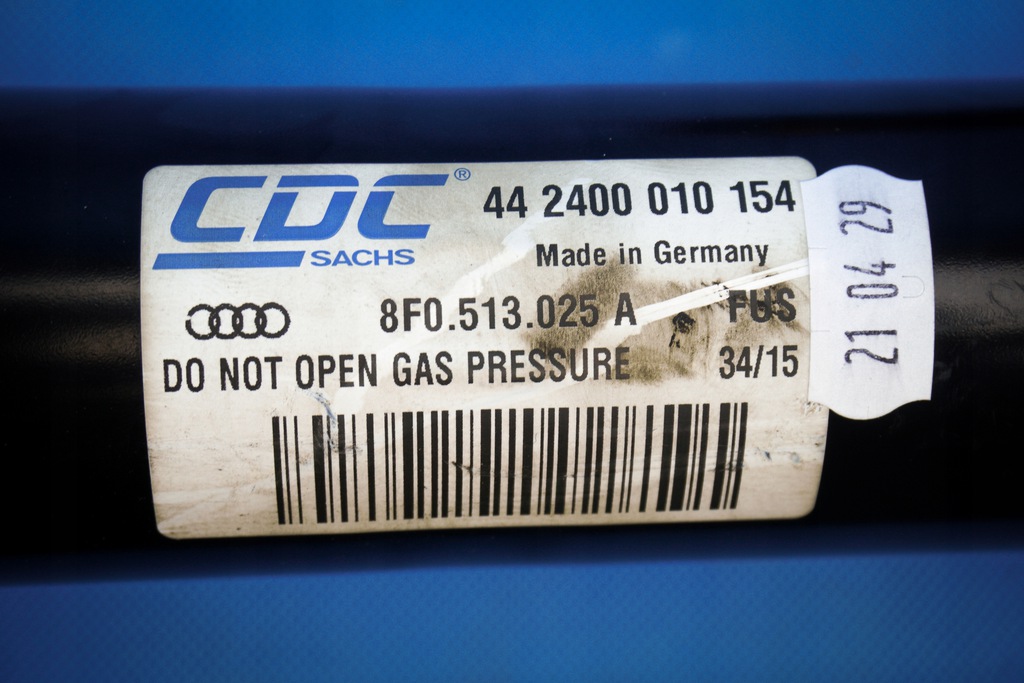 CDC® 44 2400 010 154
SACHS Made in Germany
8F0.513.025 A FUS
DO NOT OPEN GAS PRESSURE 34/15
21 04 29